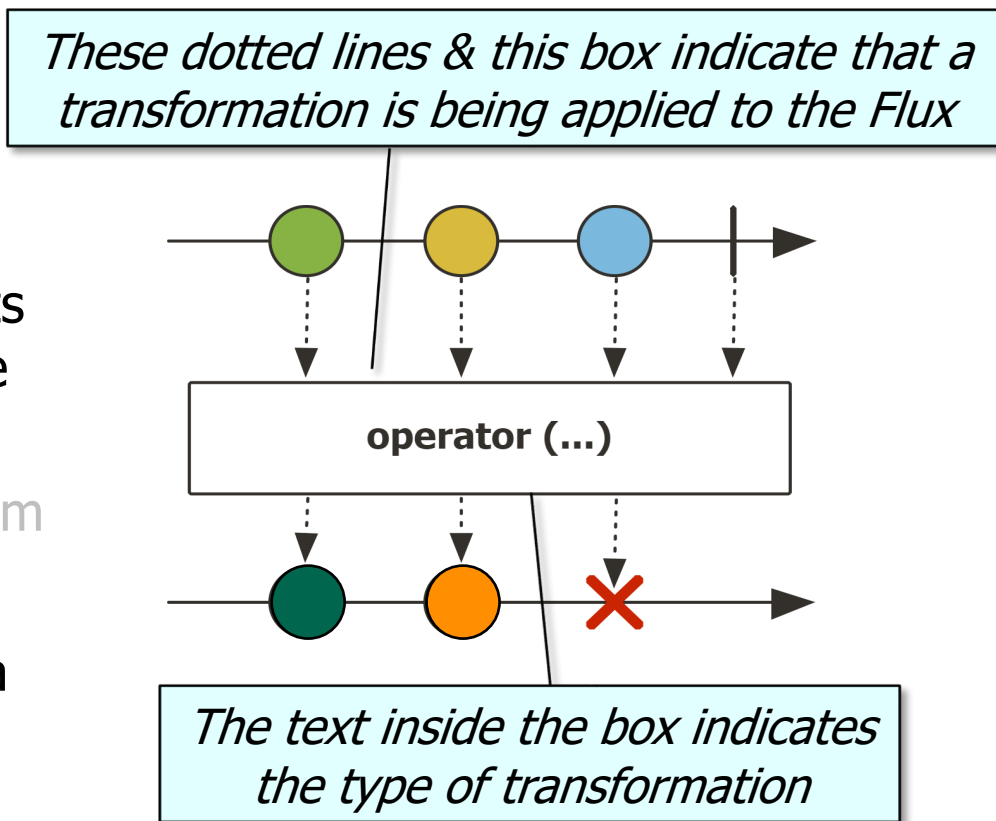 These dotted lines & this box indicate that a
transformation is being applied to the Flux
operator (...)
The text inside the box indicates
the type of transformation